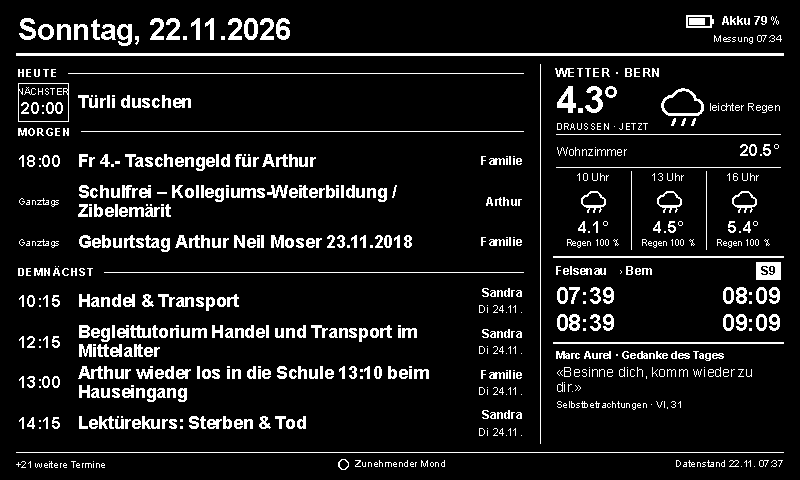 Sonntag, 22.11.2026
Akku 79 %
Messung 07:34
HEUTE
NÄCHSTER
20:00
Türli duschen
MORGEN
18:00 Fr 4.- Taschengeld für Arthur Familie
Ganztags Schulfrei – Kollegiums-Weiterbildung /
Zibelemärit
Arthur
Ganztags Geburtstag Arthur Neil Moser 23.11.2018 Familie
DEMNÄCHST
10:15 Handel & Transport Sandra
Di 24.11.
12:15 Begleittutorium Handel und Transport im
Mittelalter
Sandra
Di 24.11.
13:00 Arthur wieder los in die Schule 13:10 beim
Hauseingang
Familie
Di 24.11.
14:15 Lektürekurs: Sterben & Tod Sandra
Di 24.11.
WETTER · BERN
4.3°
leichter Regen
DRAUSSEN · JETZT
Wohnzimmer 20.5°
10 Uhr 13 Uhr 16 Uhr
4.1° 4.5° 5.4°
Regen 100 % Regen 100 % Regen 100 %
Felsenau → Bern S9
07:39 08:09
08:39 09:09
Marc Aurel · Gedanke des Tages
«Besinne dich, komm wieder zu
dir.»
Selbstbetrachtungen · VI, 31
+21 weitere Termine
Zunehmender Mond
Datenstand 22.11. 07:37